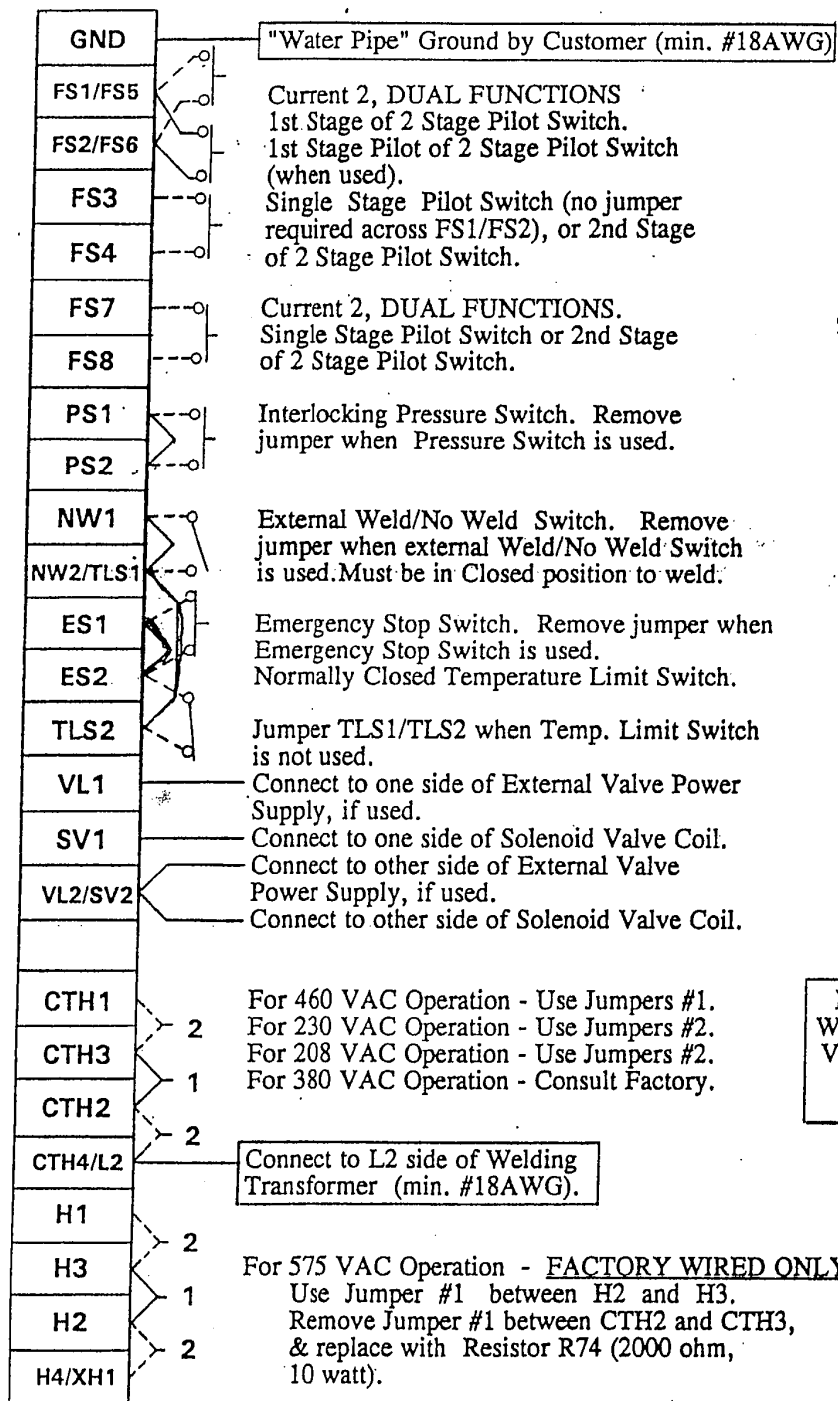 GND
"Water Pipe" Ground by Customer (min. #18AWG)
FS1/FS5
Current 2, DUAL FUNCTIONS
1st Stage of 2 Stage Pilot Switch.
FS2/FS6
1st Stage Pilot of 2 Stage Pilot Switch
(when used).
FS3
Single Stage Pilot Switch (no jumper
required across FS1/FS2), or 2nd Stage
FS4
of 2 Stage Pilot Switch.
FS7
Current 2, DUAL FUNCTIONS.
Single Stage Pilot Switch or 2nd Stage
FS8
of 2 Stage Pilot Switch.
PS1
Interlocking Pressure Switch. Remove
jumper when Pressure Switch is used.
PS2
NW1
External Weld/No Weld Switch. Remove
jumper when external Weld/No Weld Switch
NW2/TLS1
is used.Must be in Closed position to weld.
ES1
Emergency Stop Switch. Remove jumper when
Emergency Stop Switch is used.
ES2
Normally Closed Temperature Limit Switch.
TLS2
Jumper TLS1/TLS2 when Temp. Limit Switch
is not used.
VL1
Connect to one side of External Valve Power
Supply, if used.
SV1
Connect to one side of Solenoid Valve Coil.
Connect to other side of External Valve
VL2/SV2
Power Supply, if used.
Connect to other side of Solenoid Valve Coil.
CTH1
For 460 VAC Operation - Use Jumpers #1.
2
For 230 VAC Operation - Use Jumpers #2.
CTH3
For 208 VAC Operation - Use Jumpers #2.
1
For 380 VAC Operation - Consult Factory.
CTH2
2
CTH4/L2
Connect to L2 side of Welding
Transformer (min. #18AWG).
H1
2
H3
For 575 VAC Operation - FACTORY WIRED ONLY
1
Use Jumper #1 between H2 and H3.
H2
Remove Jumper #1 between CTH2 and CTH3,
2
& replace with Resistor R74 (2000 ohm,
H4/XH1
10 watt).